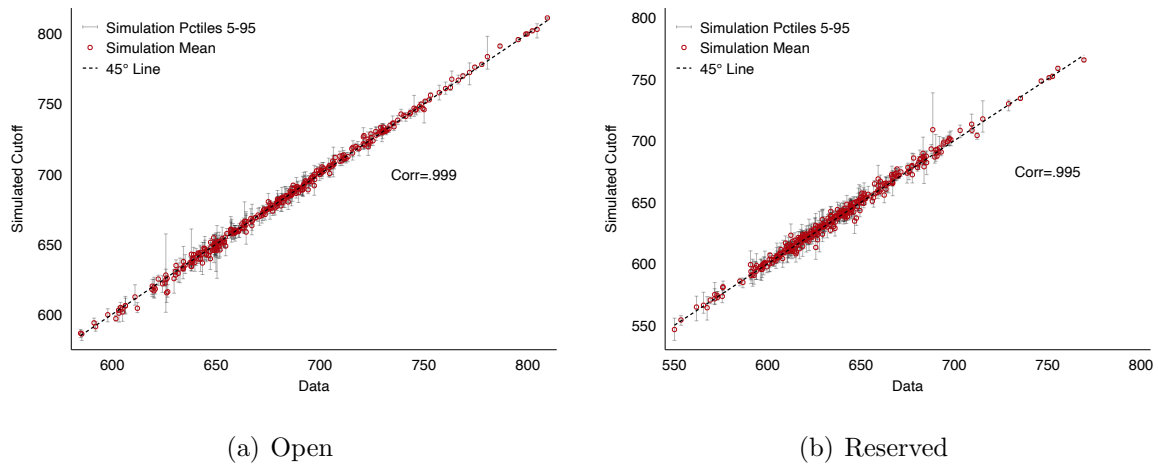 Simulation Pctiles 5-95
Simulation Mean
45° Line
800
750
700
650
600
Simulated Cutoff
Corr=.999
600 650 700 750 800
Data
(a) Open
Simulation Pctiles 5-95
Simulation Mean
45° Line
800
750
700
650
600
550
Simulated Cutoff
Corr=.995
550 600 650 700 750 800
Data
(b) Reserved